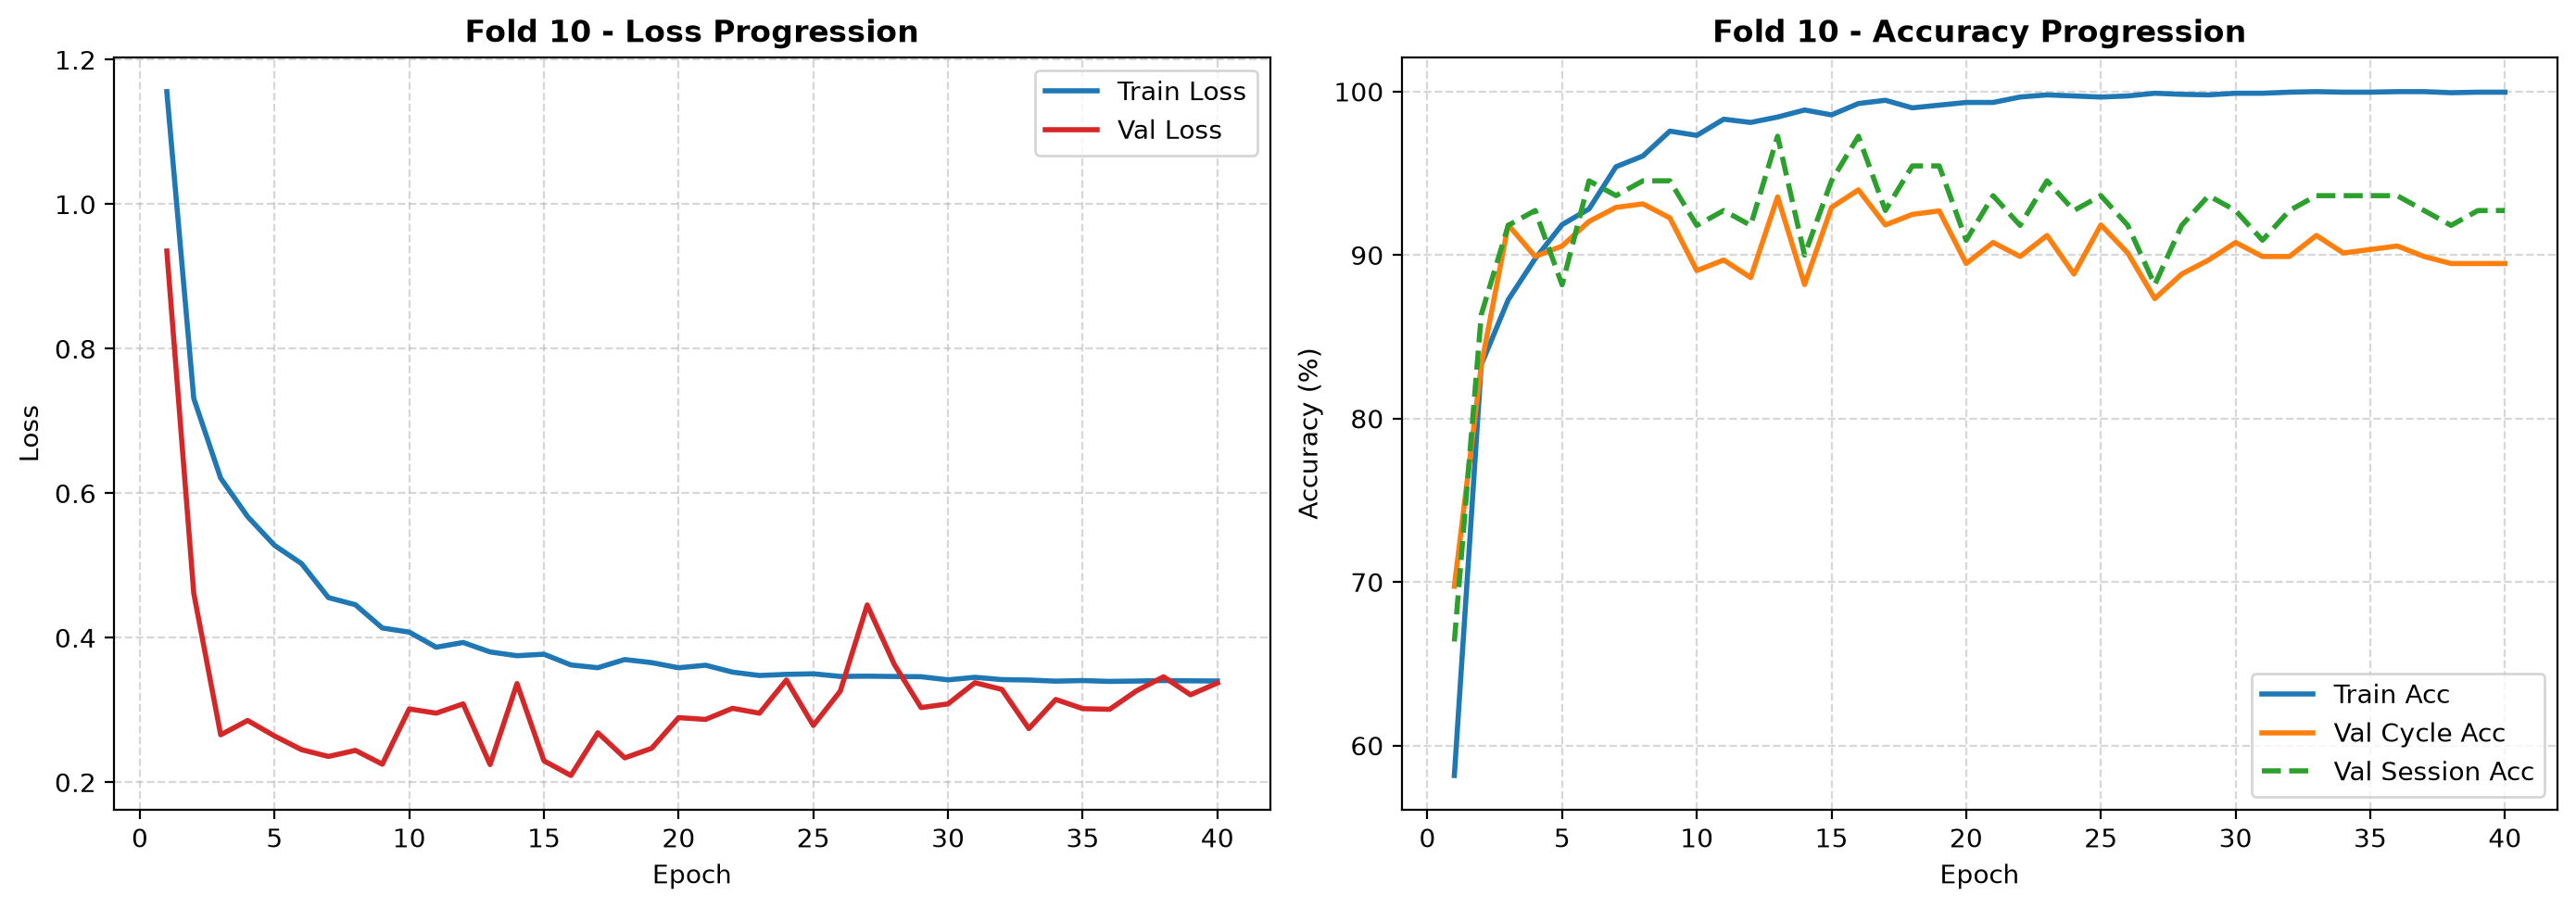 Fold 10 - Loss Progression
1.2
1.0
0.8
0.6
0.4
0.2
Loss
Train Loss
Val Loss
0 5 10 15 20 25 30 35 40
Epoch
Fold 10 - Accuracy Progression
100
90
80
70
60
Accuracy (%)
Train Acc
Val Cycle Acc
Val Session Acc
0 5 10 15 20 25 30 35 40
Epoch